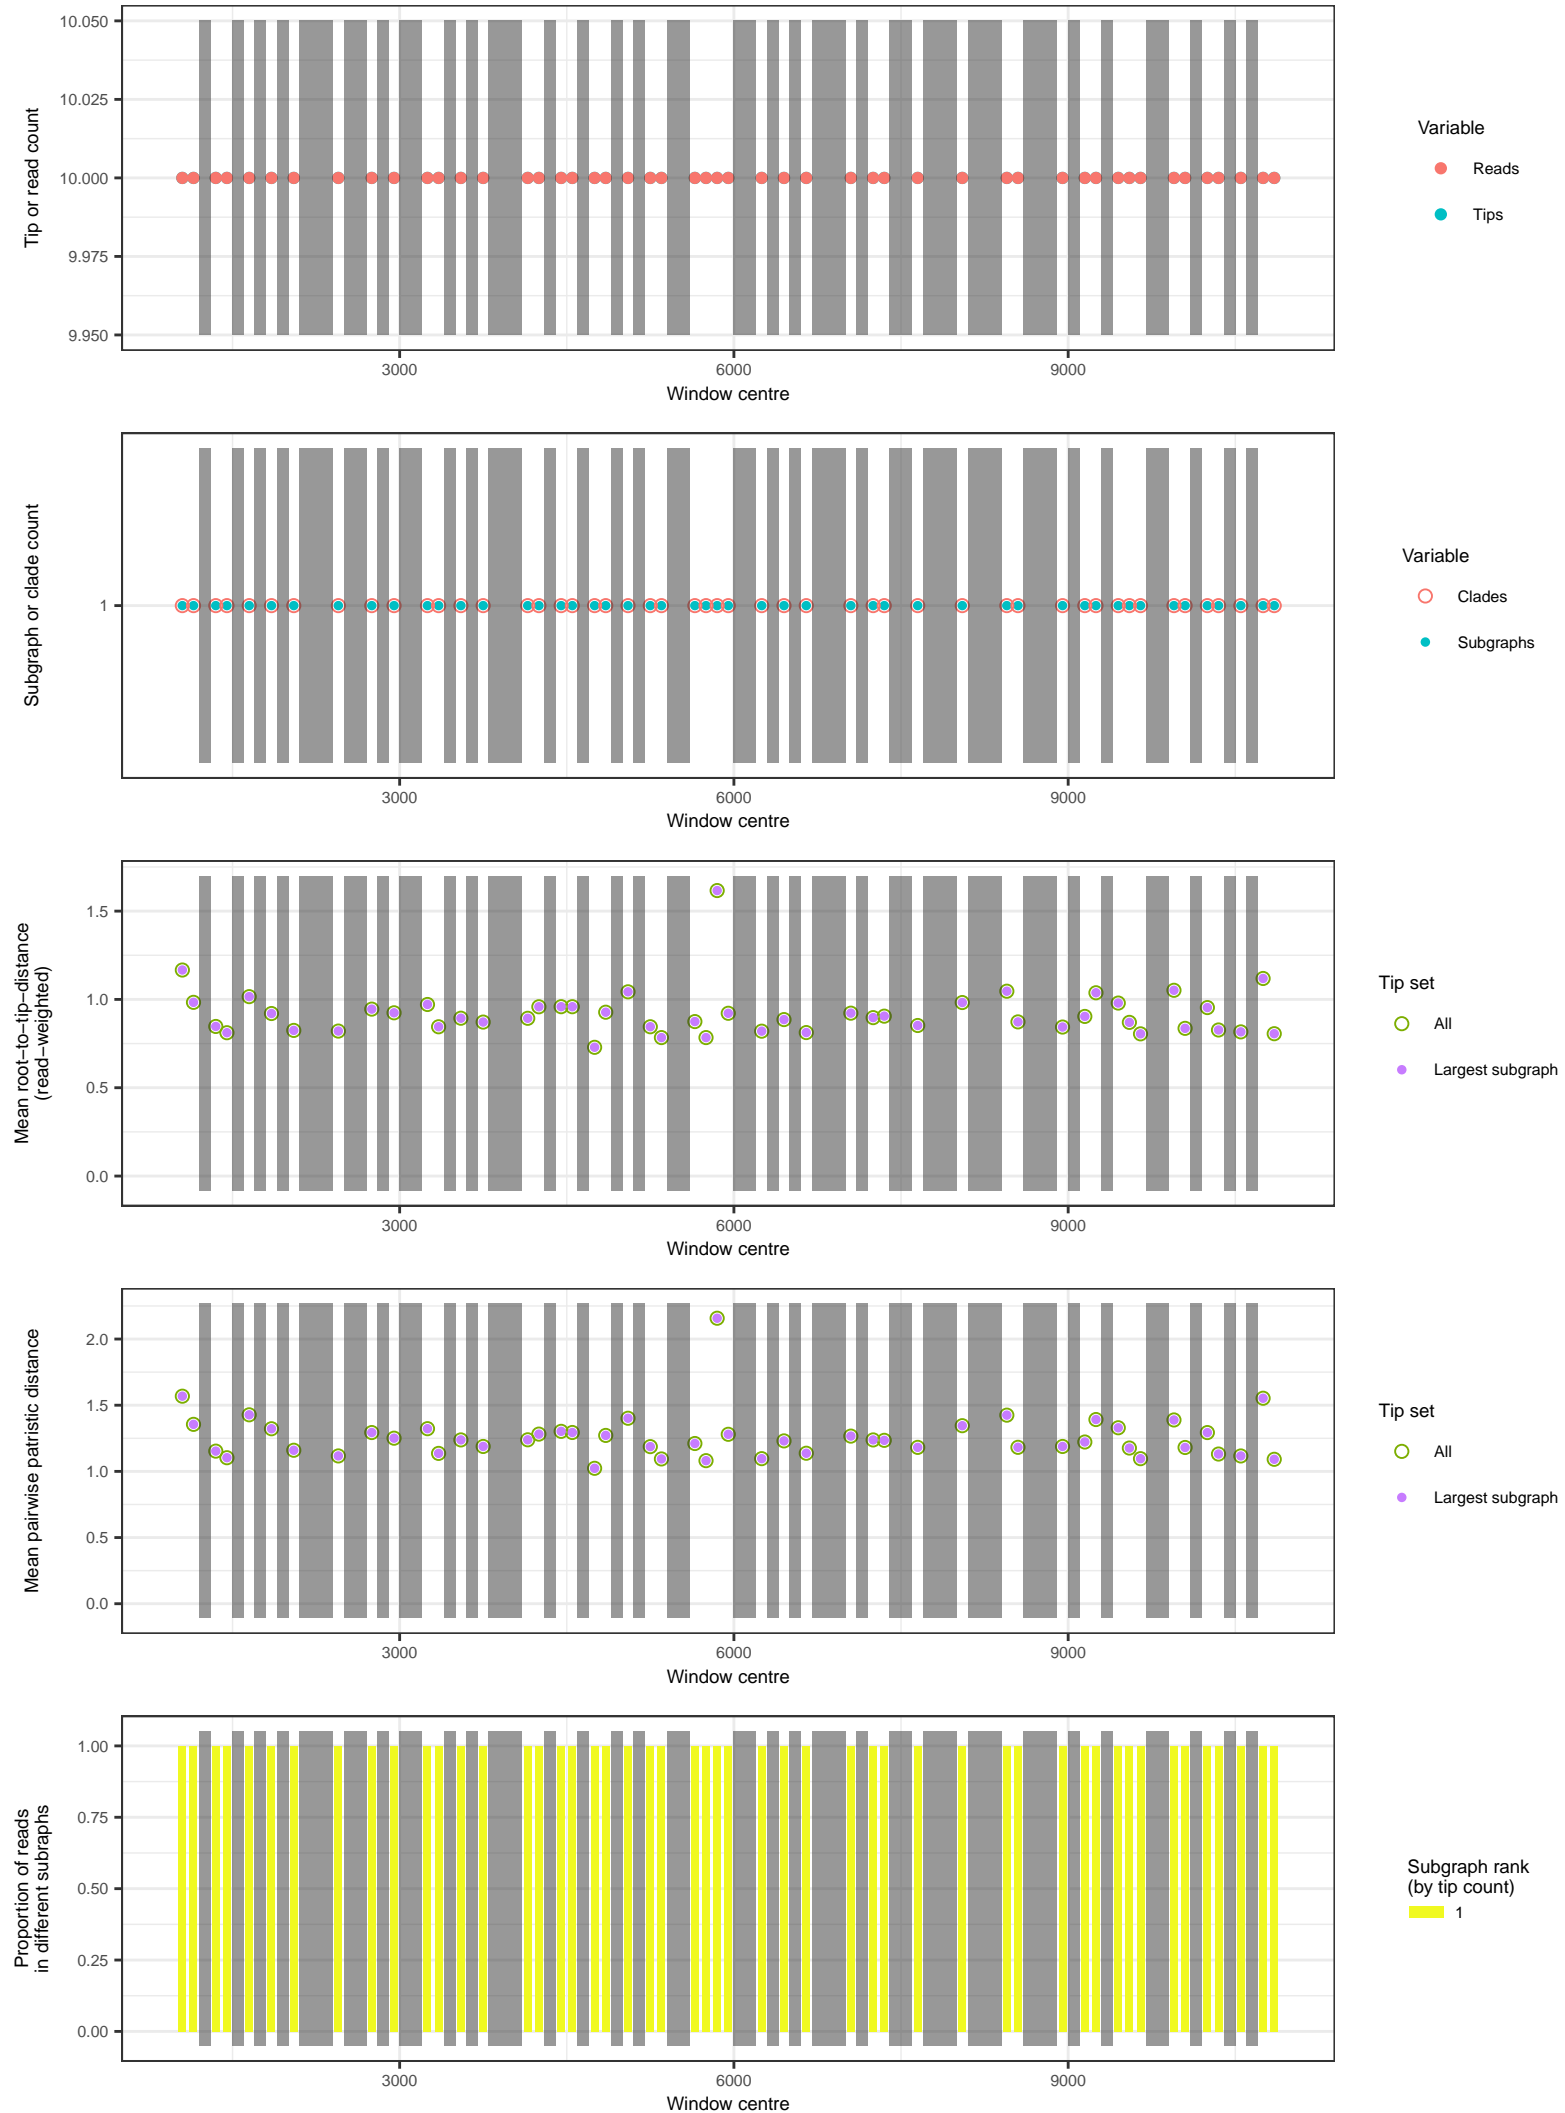 10.050
10.025
10.000
9.975
9.950
Tip or read count
3000 6000 9000
Window centre
Variable
Reads
Tips
1
Subgraph or clade count
3000 6000 9000
Window centre
Variable
Clades
Subgraphs
1.5
1.0
0.5
0.0
Mean root−to−tip−distance
(read−weighted)
3000 6000 9000
Window centre
Tip set
All
Largest subgraph
2.0
1.5
1.0
0.5
0.0
Mean pairwise patristic distance
3000 6000 9000
Window centre
Tip set
All
Largest subgraph
1.00
0.75
0.50
0.25
0.00
Proportion of reads
in different subraphs
3000 6000 9000
Window centre
Subgraph rank
(by tip count)
1